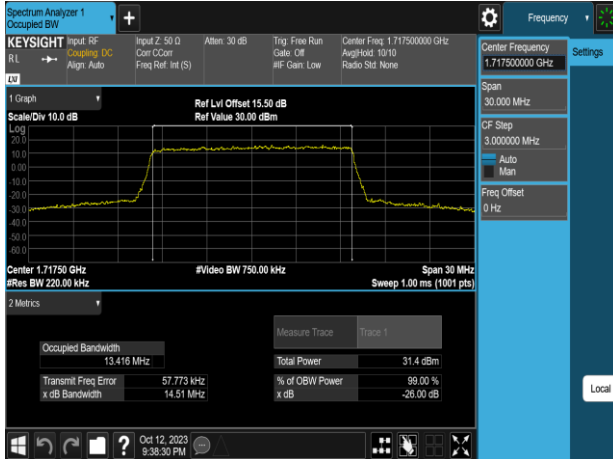 Spectrum Analyzer 1
Occupied BW
Frequency
KEYSIGHT
RL
LXI
Input: RF
Coupling: DC
Align: Auto
Input Z: 50 Ω
Corr CCorr
Freq Ref: Int (S)
Atten: 30 dB
Trig: Free Run
Gate: Off
#IF Gain: Low
Center Freq: 1.717500000 GHz
Avg|Hold: 10/10
Radio Std: None
Center Frequency
1.717500000 GHz
Settings
Span
30.000 MHz
CF Step
3.000000 MHz
Auto
Man
Freq Offset
0 Hz
1 Graph
Scale/Div 10.0 dB
Ref Lvl Offset 15.50 dB
Ref Value 30.00 dBm
Log
20.0
10.0
0.00
-10.0
-20.0
-30.0
-40.0
-50.0
-60.0
Center 1.71750 GHz
#Res BW 220.00 kHz
#Video BW 750.00 kHz
Span 30 MHz
Sweep 1.00 ms (1001 pts)
2 Metrics
Measure Trace
Trace 1
Occupied Bandwidth
13.416 MHz
Total Power
31.4 dBm
Transmit Freq Error
57.773 kHz
% of OBW Power
99.00 %
x dB Bandwidth
14.51 MHz
x dB
-26.00 dB
Local
?
Oct 12, 2023
9:38:30 PM